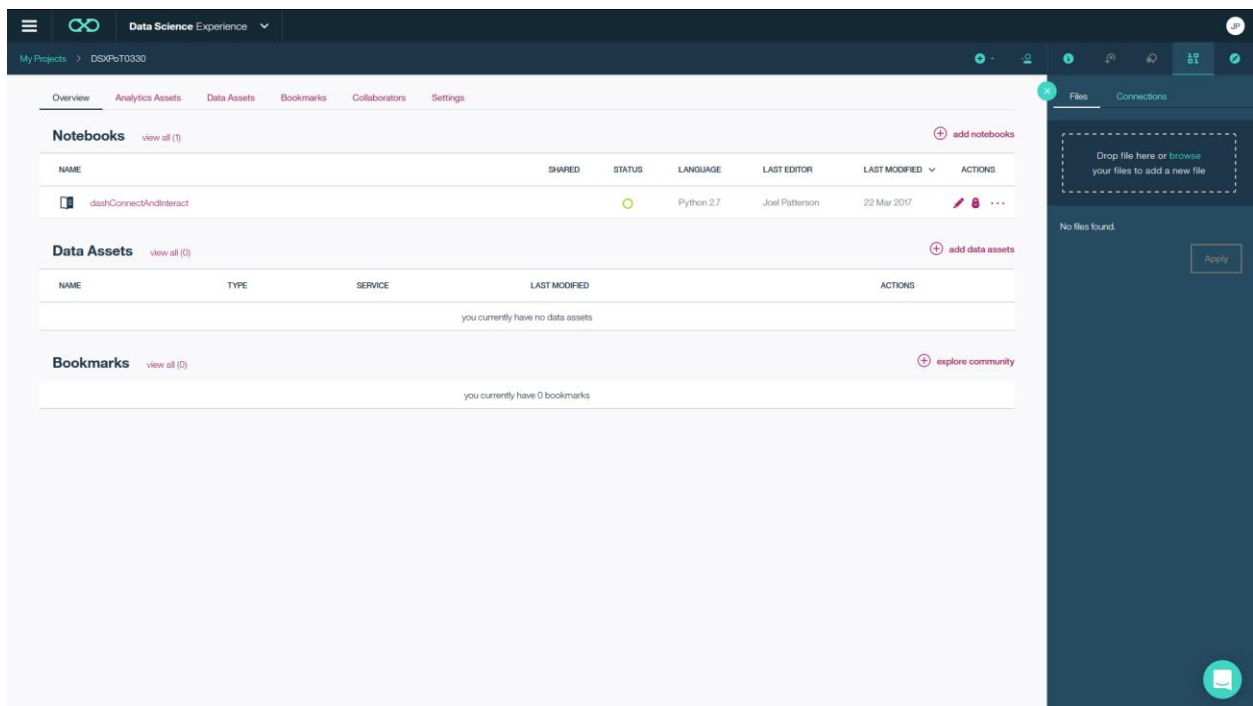 Data Science Experience
JP
My Projects > DSXPoT0330
Overview Analytics Assets Data Assets Bookmarks Collaborators Settings
Notebooks view all (1) add notebooks
NAME SHARED STATUS LANGUAGE LAST EDITOR LAST MODIFIED ACTIONS
dashConnectAndInteract Python 2.7 Joel Patterson 22 Mar 2017 ...
Data Assets view all (0) add data assets
NAME TYPE SERVICE LAST MODIFIED ACTIONS
you currently have no data assets
Bookmarks view all (0) explore community
you currently have 0 bookmarks
Files Connections
Drop file here or browse
your files to add a new file
No files found.
Apply